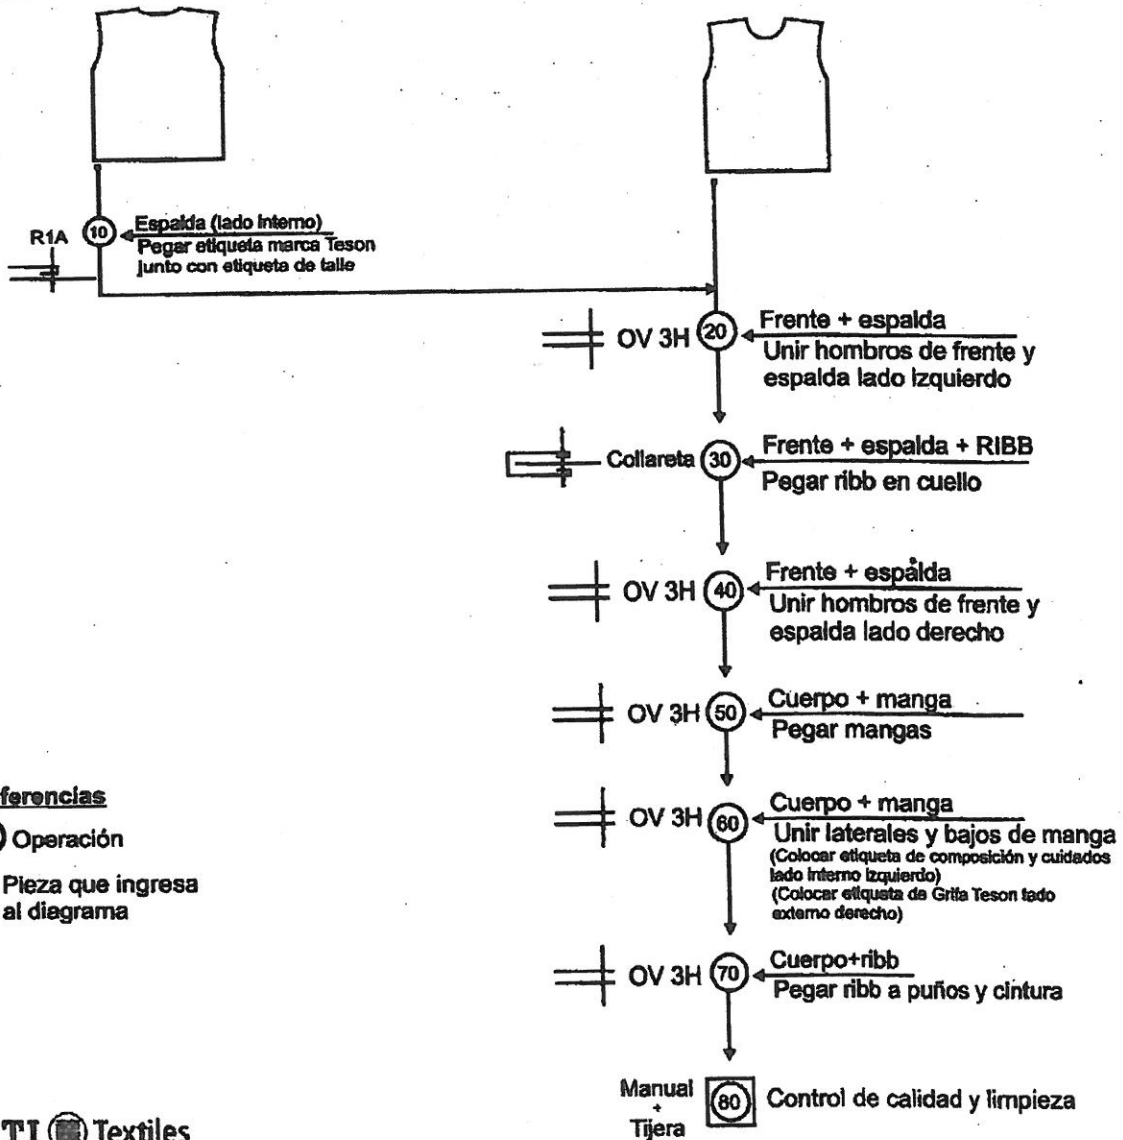 R1A
10
Espalda (lado interno)
Pegar etiqueta marca Teson
junto con etiqueta de talle
OV 3H
20
Frente + espalda
Unir hombros de frente y
espalda lado izquierdo
Collareta
30
Frente + espalda + RIBB
Pegar ribb en cuello
OV 3H
40
Frente + espalda
Unir hombros de frente y
espalda lado derecho
OV 3H
50
Cuerpo + manga
Pegar mangas
OV 3H
60
Cuerpo + manga
Unir laterales y bajos de manga
(Colocar etiqueta de composición y cuidados
lado interno izquierdo)
(Colocar etiqueta de Grifa Teson lado
externo derecho)
OV 3H
70
Cuerpo+ribb
Pegar ribb a puños y cintura
Manual
+
Tijera
80
Control de calidad y limpieza
ferencias
Operación
Pieza que ingresa
al diagrama
TI Textiles